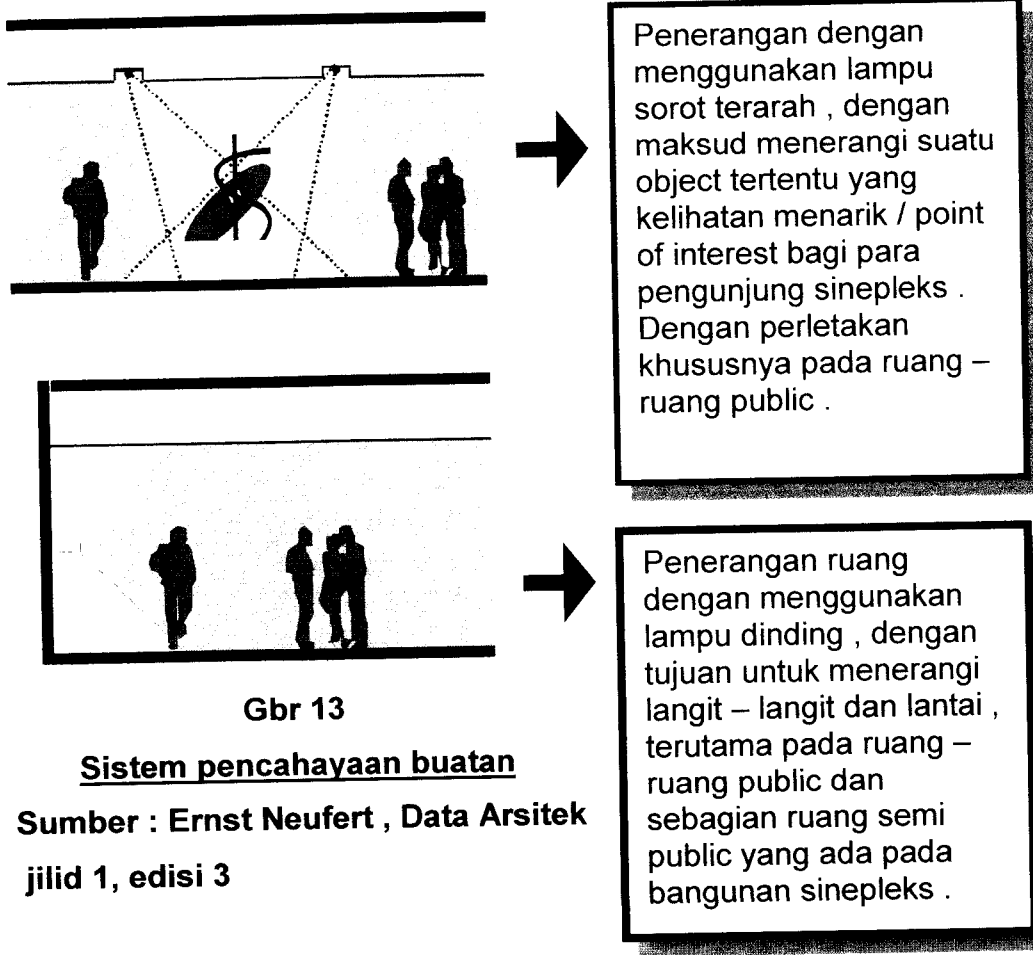 Penerangan dengan
menggunakan lampu
sorot terarah , dengan
maksud menerangi suatu
object tertentu yang
kelihatan menarik / point
of interest bagi para
pengunjung sinepleks .
Dengan perletakan
khususnya pada ruang –
ruang public .
Penerangan ruang
dengan menggunakan
lampu dinding , dengan
tujuan untuk menerangi
langit – langit dan lantai ,
terutama pada ruang –
ruang public dan
sebagian ruang semi
public yang ada pada
bangunan sinepleks .
Gbr 13
Sistem pencahayaan buatan
Sumber : Ernst Neufert , Data Arsitek
jilid 1, edisi 3